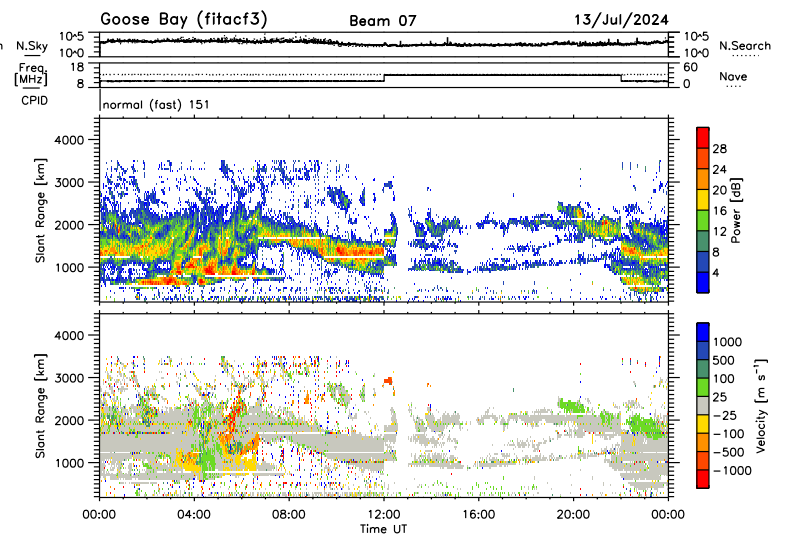 Goose Bay (fitacf3) Beam 07 13/Jul/2024
N.Sky 10^5 10^0 10^5 10^0 N.Search
Freq. [MHz] 18 8 60 0 Nave
CPID normal (fast) 151
Slant Range [km] 4000 3000 2000 1000
Power [dB] 28 24 20 16 12 8 4
Slant Range [km] 4000 3000 2000 1000
Velocity [m s⁻¹] 1000 500 100 25 −25 −100 −500 −1000
00:00 04:00 08:00 12:00 16:00 20:00 00:00
Time UT